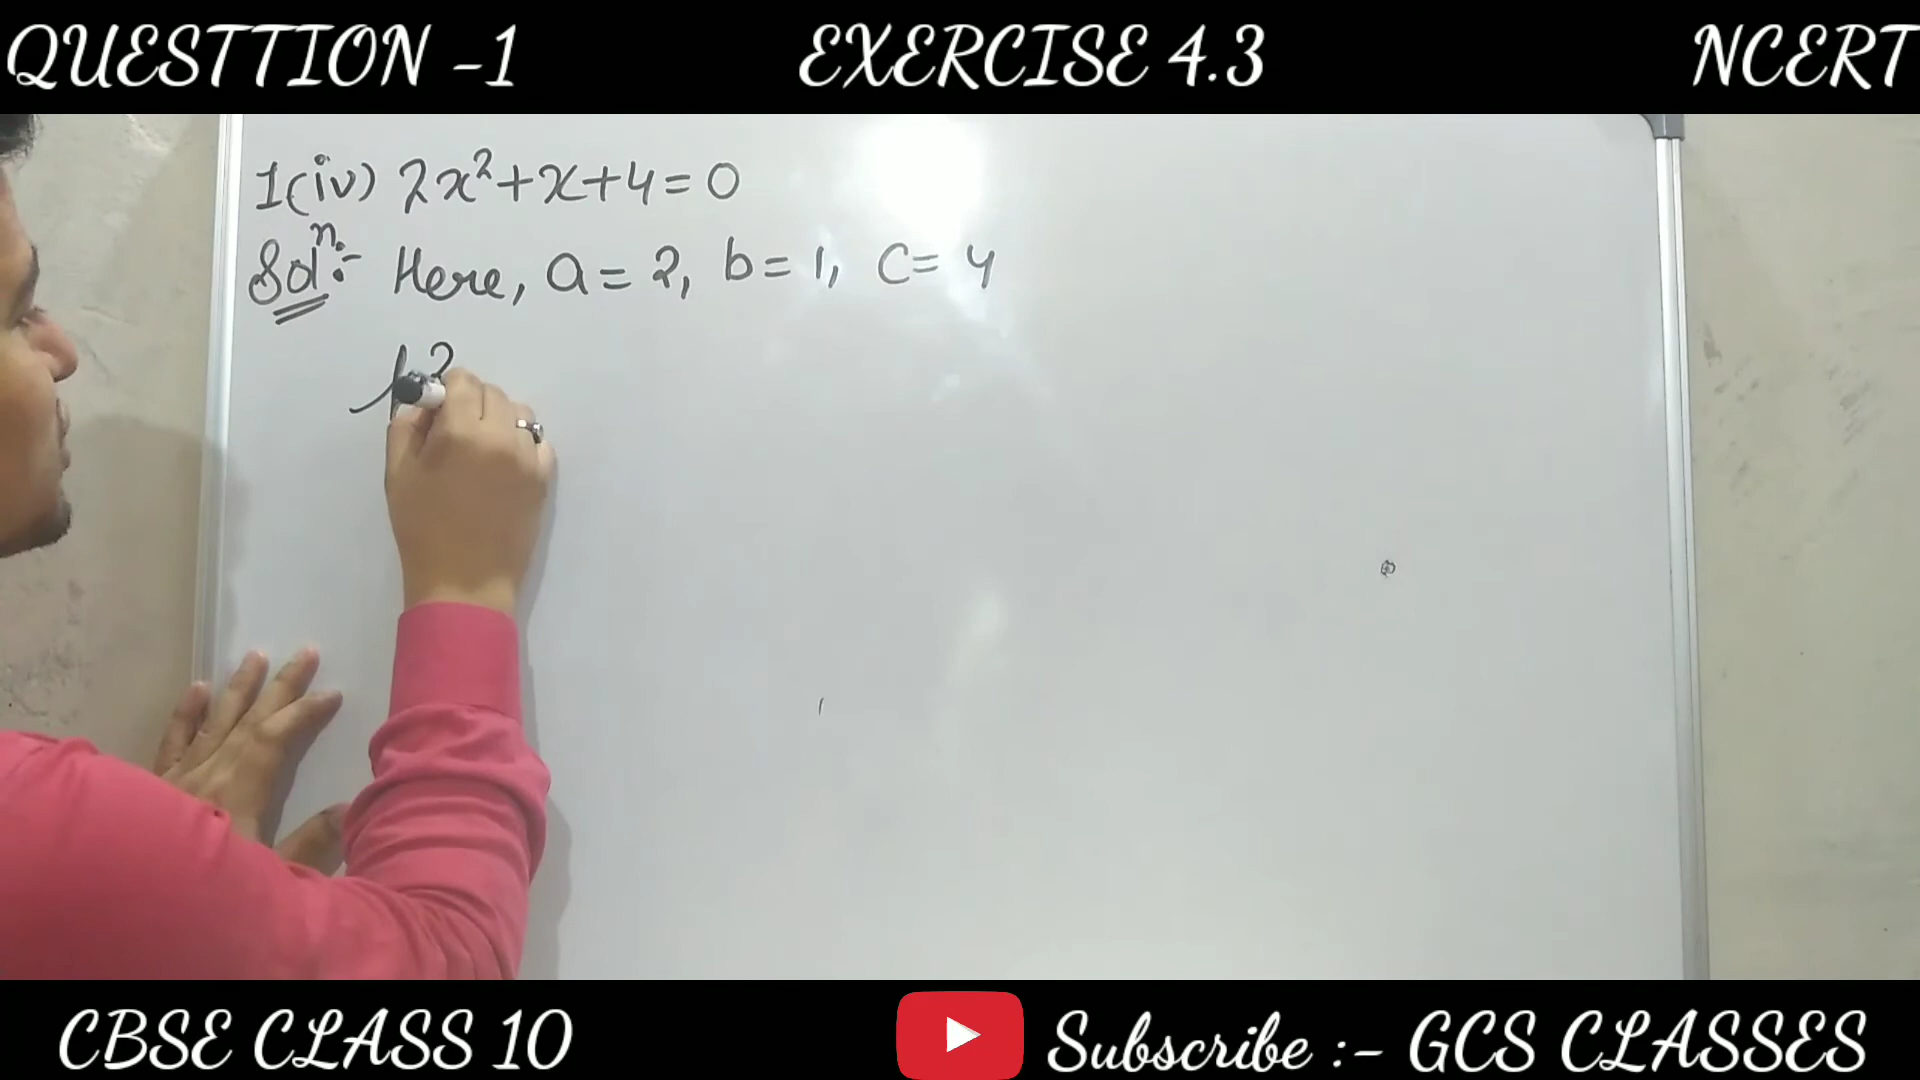 QUESTTION -1 EXERCISE 4.3 NCERT
1(iv) 2x²+x+4=0
Solⁿ:- Here, a = 2, b = 1, c = 4
b²
CBSE CLASS 10 Subscribe :- GCS CLASSES